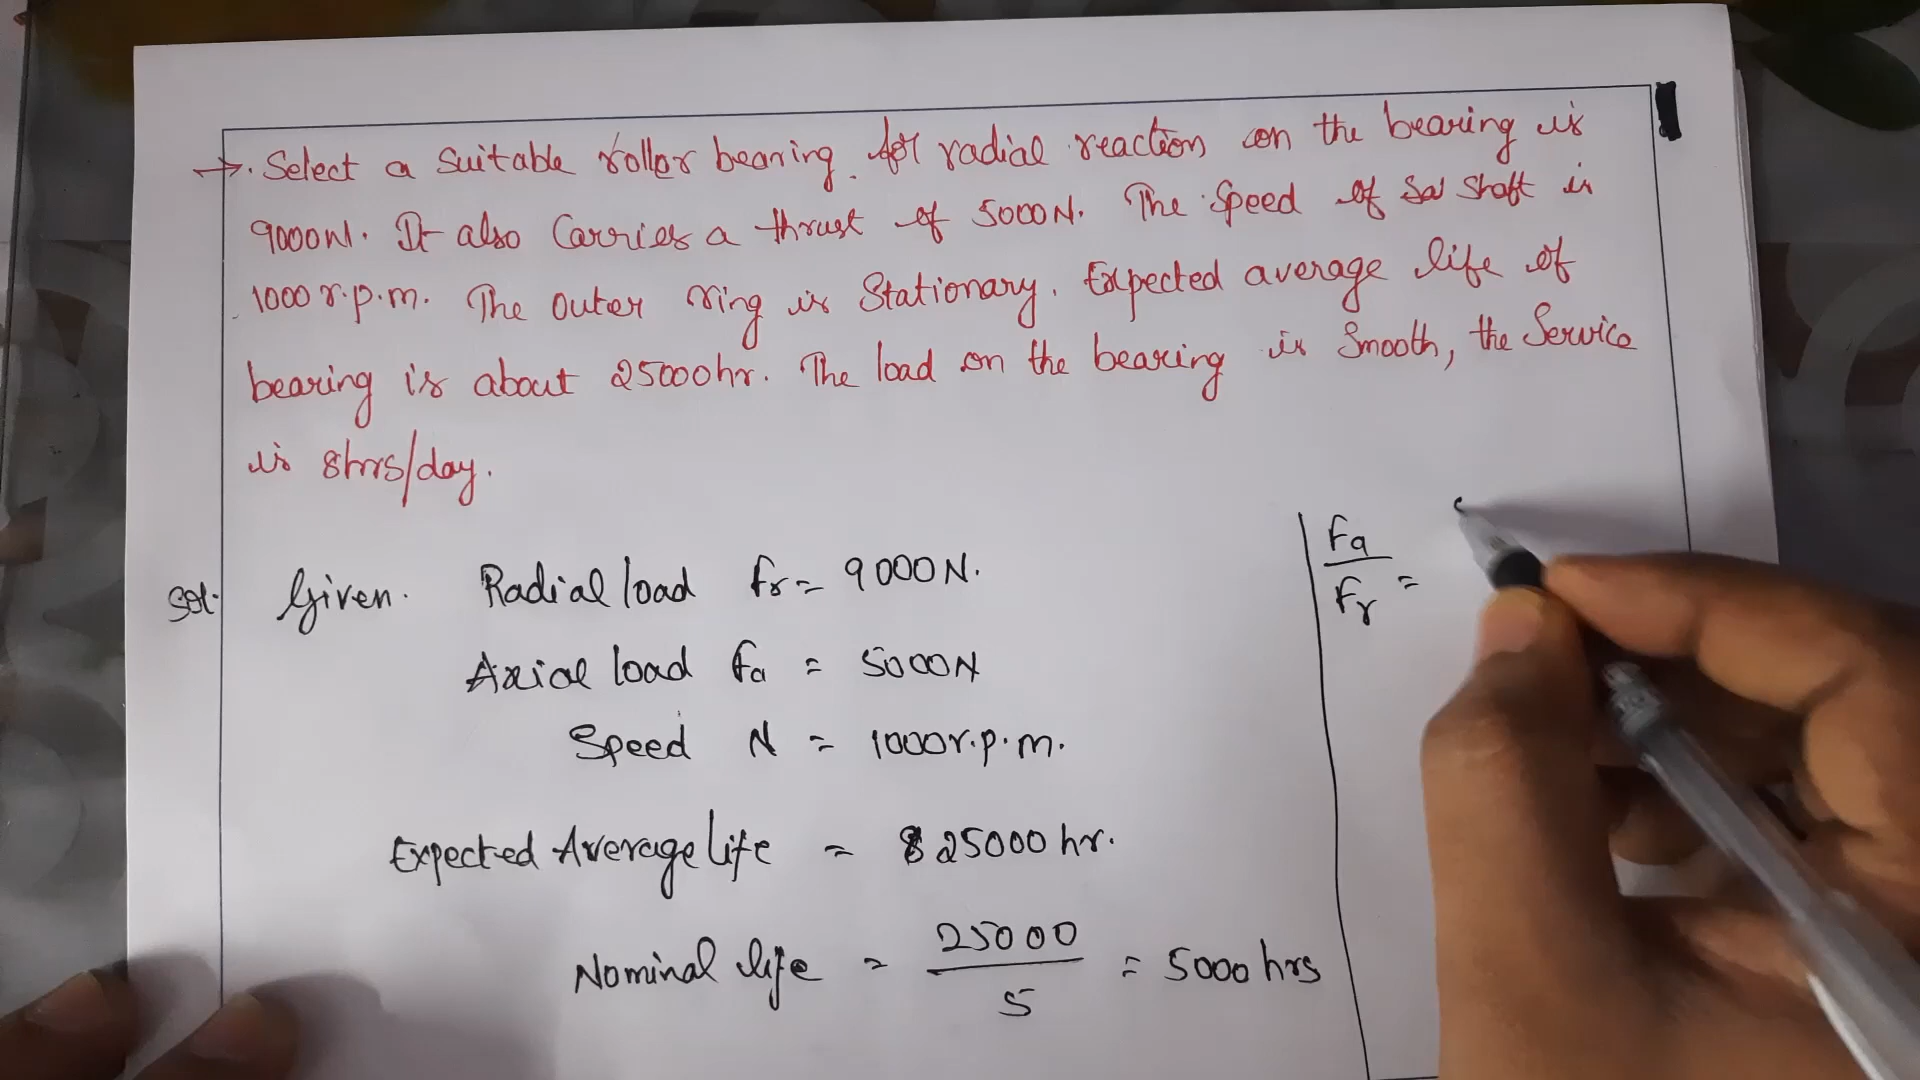 →. Select a suitable roller bearing. for radial reaction on the bearing is
9000N. It also Carries a thrust of 5000N. The Speed of shaft is
1000 r.p.m. The outer ring is Stationary. Expected average life of
bearing is about 25000hr. The load on the bearing is Smooth, the Service
is 8hrs/day.
Sol. Given. Radial load Fr = 9000N.
Axial load Fa = 5000N
Speed N = 1000r.p.m.
Expected Average life = 25000 hr.
Nominal life = 25000/5 = 5000 hrs
Fa/Fr =